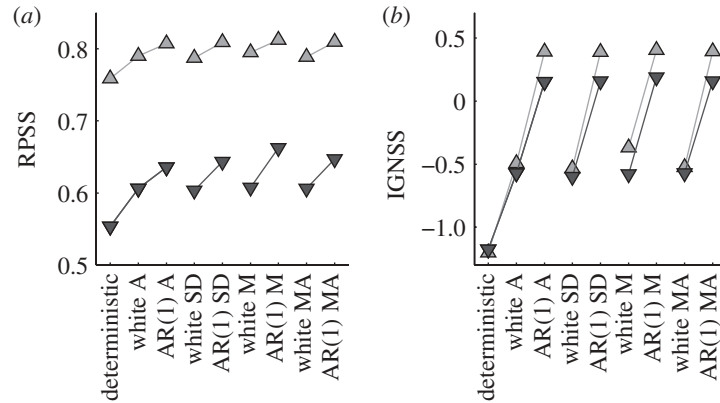 (a)
0.8
0.7
0.6
0.5
RPSS
deterministic
white A
AR(1) A
white SD
AR(1) SD
white M
AR(1) M
white MA
AR(1) MA
(b)
0.5
0
−0.5
−1.0
IGNSS
deterministic
white A
AR(1) A
white SD
AR(1) SD
white M
AR(1) M
white MA
AR(1) MA